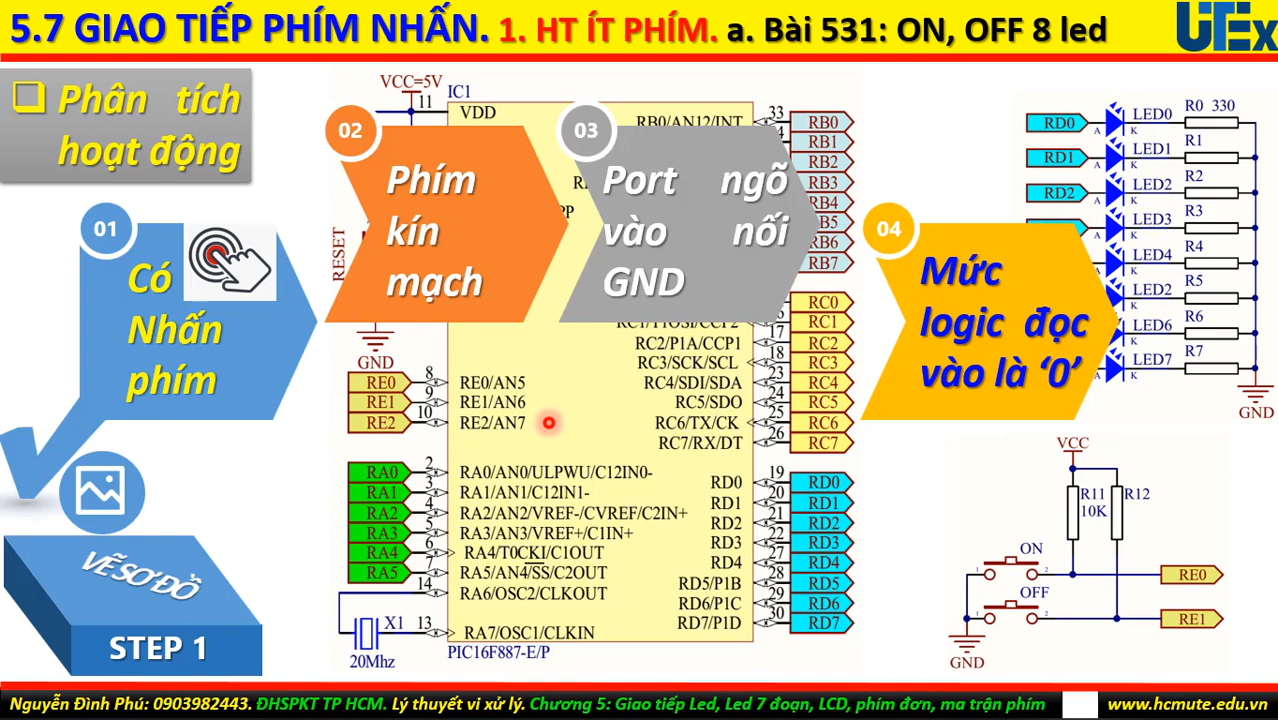 5.7 GIAO TIẾP PHÍM NHẤN. 1. HT ÍT PHÍM. a. Bài 531: ON, OFF 8 led
UTEx
Phân tích
hoạt động
01
Có
Nhấn
phím
02
Phím
kín
mạch
03
Port ngõ
vào nối
GND
04
Mức
logic đọc
vào là ‘0’
VẼ SƠ ĐỒ
STEP 1
VCC=5V
IC1
11
VDD
RB0/AN12/INT
33
RB0
RB1
RB2
RB3
RB4
RB5
RB6
RB7
RESET
GND
RE0
8
RE0/AN5
RE1
9
RE1/AN6
RE2
10
RE2/AN7
RA0
2
RA0/AN0/ULPWU/C12IN0-
RA1
3
RA1/AN1/C12IN1-
RA2
4
RA2/AN2/VREF-/CVREF/C2IN+
RA3
5
RA3/AN3/VREF+/C1IN+
RA4
6
RA4/T0CKI/C1OUT
RA5
7
RA5/AN4/SS/C2OUT
14
RA6/OSC2/CLKOUT
X1
13
RA7/OSC1/CLKIN
20Mhz
PIC16F887-E/P
RC0
RC1/T1OSI/CCP2
16
RC1
RC2/P1A/CCP1
17
RC2
RC3/SCK/SCL
18
RC3
RC4/SDI/SDA
23
RC4
RC5/SDO
24
RC5
RC6/TX/CK
25
RC6
RC7/RX/DT
26
RC7
RD0
19
RD0
RD1
20
RD1
RD2
21
RD2
RD3
22
RD3
RD4
27
RD4
RD5/P1B
28
RD5
RD6/P1C
29
RD6
RD7/P1D
30
RD7
RD0
A
K
LED0
R0 330
RD1
A
K
LED1
R1
RD2
A
K
LED2
R2
A
K
LED3
R3
K
LED4
R4
K
LED2
R5
K
LED6
R6
A
K
LED7
R7
GND
VCC
R11
10K
R12
ON
1
2
RE0
OFF
1
2
RE1
GND
Nguyễn Đình Phú: 0903982443. ĐHSPKT TP HCM. Lý thuyết vi xử lý. Chương 5: Giao tiếp Led, Led 7 đoạn, LCD, phím đơn, ma trận phím
www.hcmute.edu.vn